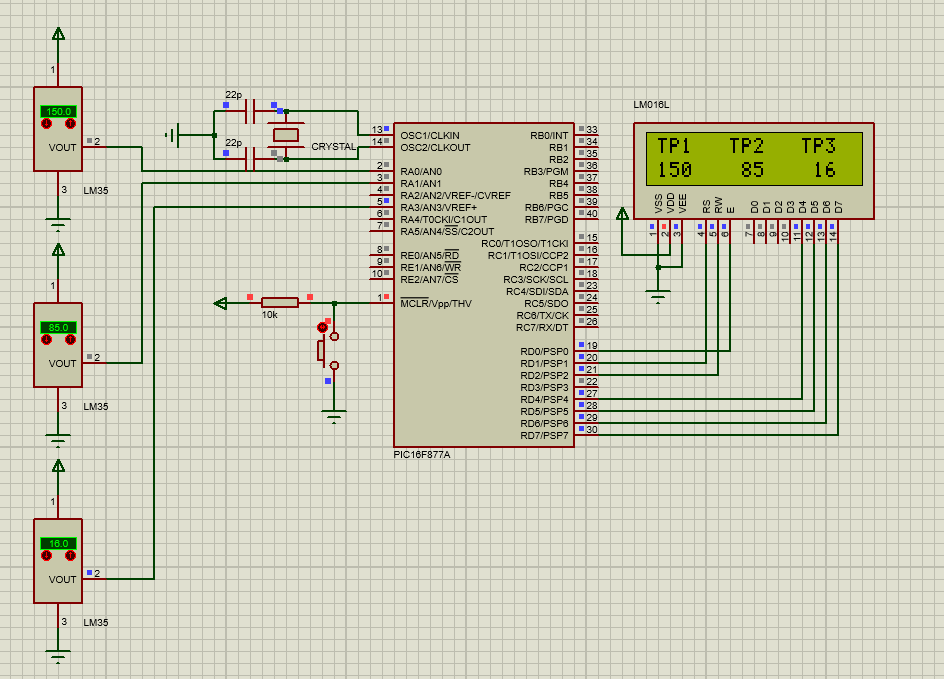 1
150.0
VOUT
2
3
LM35
1
85.0
VOUT
2
3
LM35
1
16.0
VOUT
2
3
LM35
22p
22p
CRYSTAL
10k
13 OSC1/CLKIN
14 OSC2/CLKOUT
2 RA0/AN0
3 RA1/AN1
4 RA2/AN2/VREF-/CVREF
5 RA3/AN3/VREF+
6 RA4/T0CKI/C1OUT
7 RA5/AN4/SS/C2OUT
8 RE0/AN5/RD
9 RE1/AN6/WR
10 RE2/AN7/CS
1 MCLR/Vpp/THV
RB0/INT 33
RB1 34
RB2 35
RB3/PGM 36
RB4 37
RB5 38
RB6/PGC 39
RB7/PGD 40
RC0/T1OSO/T1CKI 15
RC1/T1OSI/CCP2 16
RC2/CCP1 17
RC3/SCK/SCL 18
RC4/SDI/SDA 23
RC5/SDO 24
RC6/TX/CK 25
RC7/RX/DT 26
RD0/PSP0 19
RD1/PSP1 20
RD2/PSP2 21
RD3/PSP3 22
RD4/PSP4 27
RD5/PSP5 28
RD6/PSP6 29
RD7/PSP7 30
PIC16F877A
LM016L
TP1 TP2 TP3
150 85 16
VSS VDD VEE RS RW E D0 D1 D2 D3 D4 D5 D6 D7
1 2 3 4 5 6 7 8 9 10 11 12 13 14